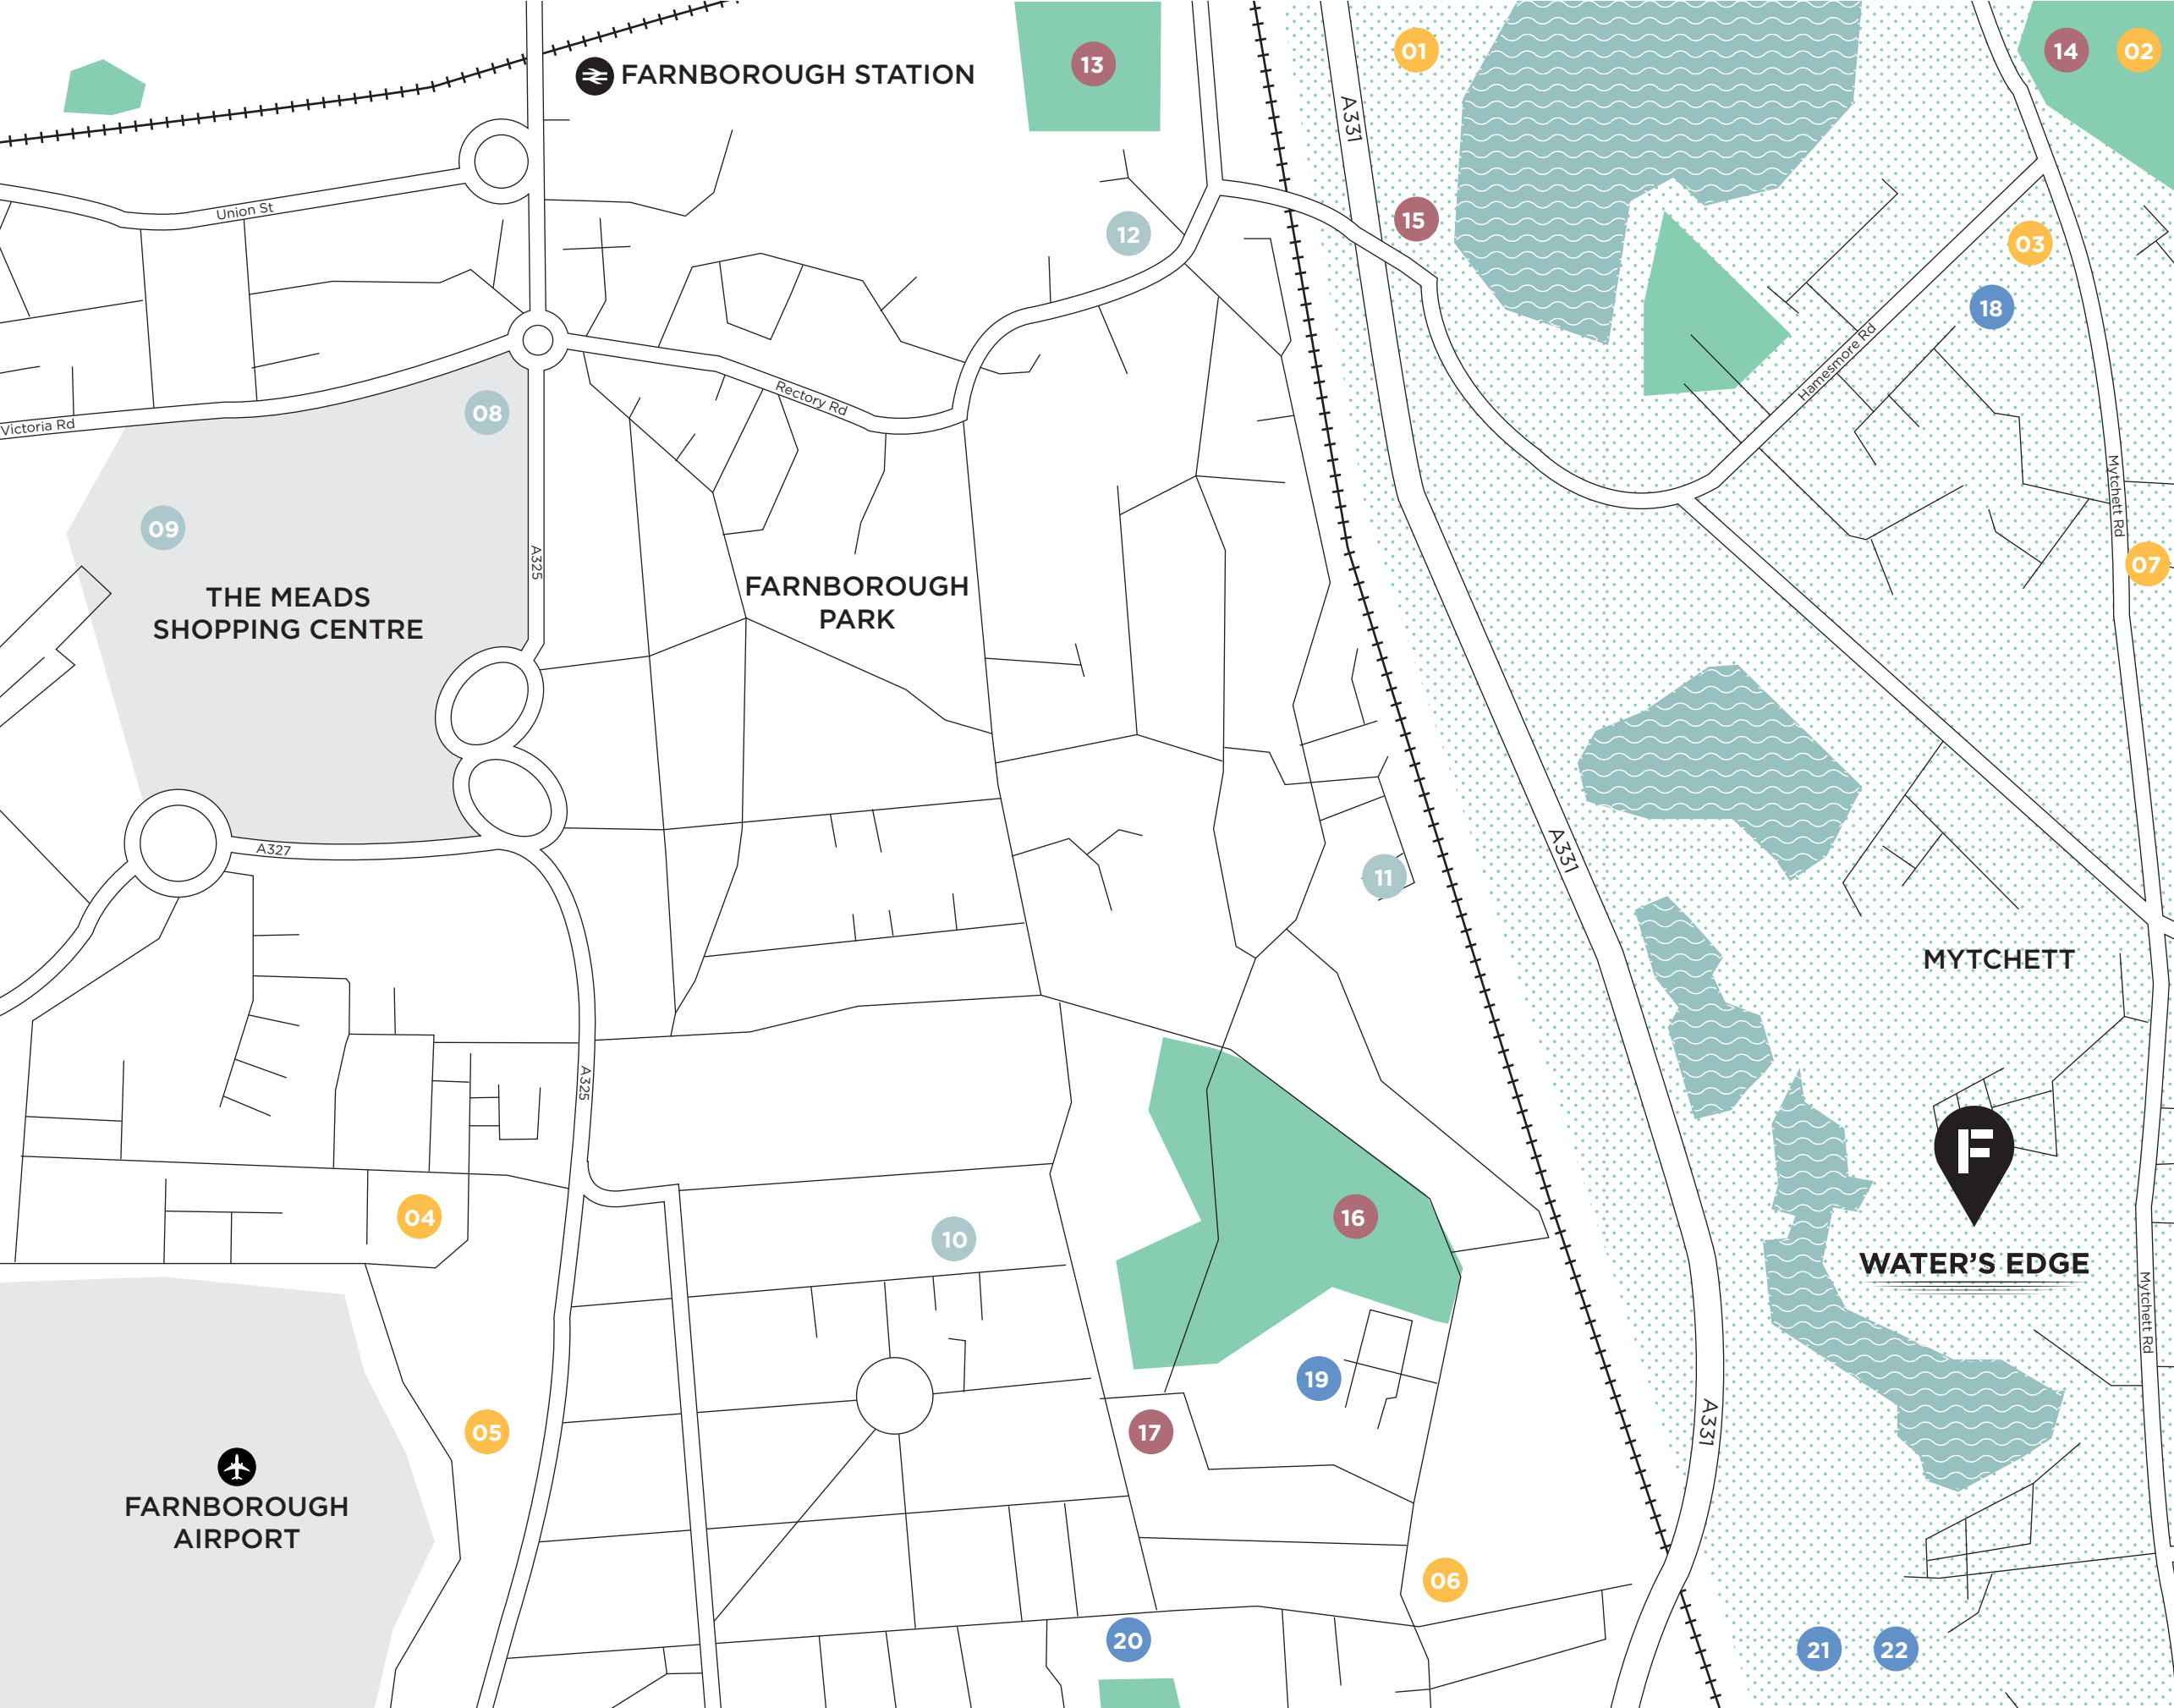 01
14
02
FARNBOROUGH STATION
13
A331
Union St
15
12
03
18
Hamesmore Rd
Rectory Rd
08
Victoria Rd
Mytchett Rd
09
A325
07
FARNBOROUGH
PARK
THE MEADS
SHOPPING CENTRE
A327
A331
11
MYTCHETT
A325
F
04
16
10
WATER'S EDGE
Mytchett Rd
19
05
17
A331
FARNBOROUGH
AIRPORT
06
20
21
22